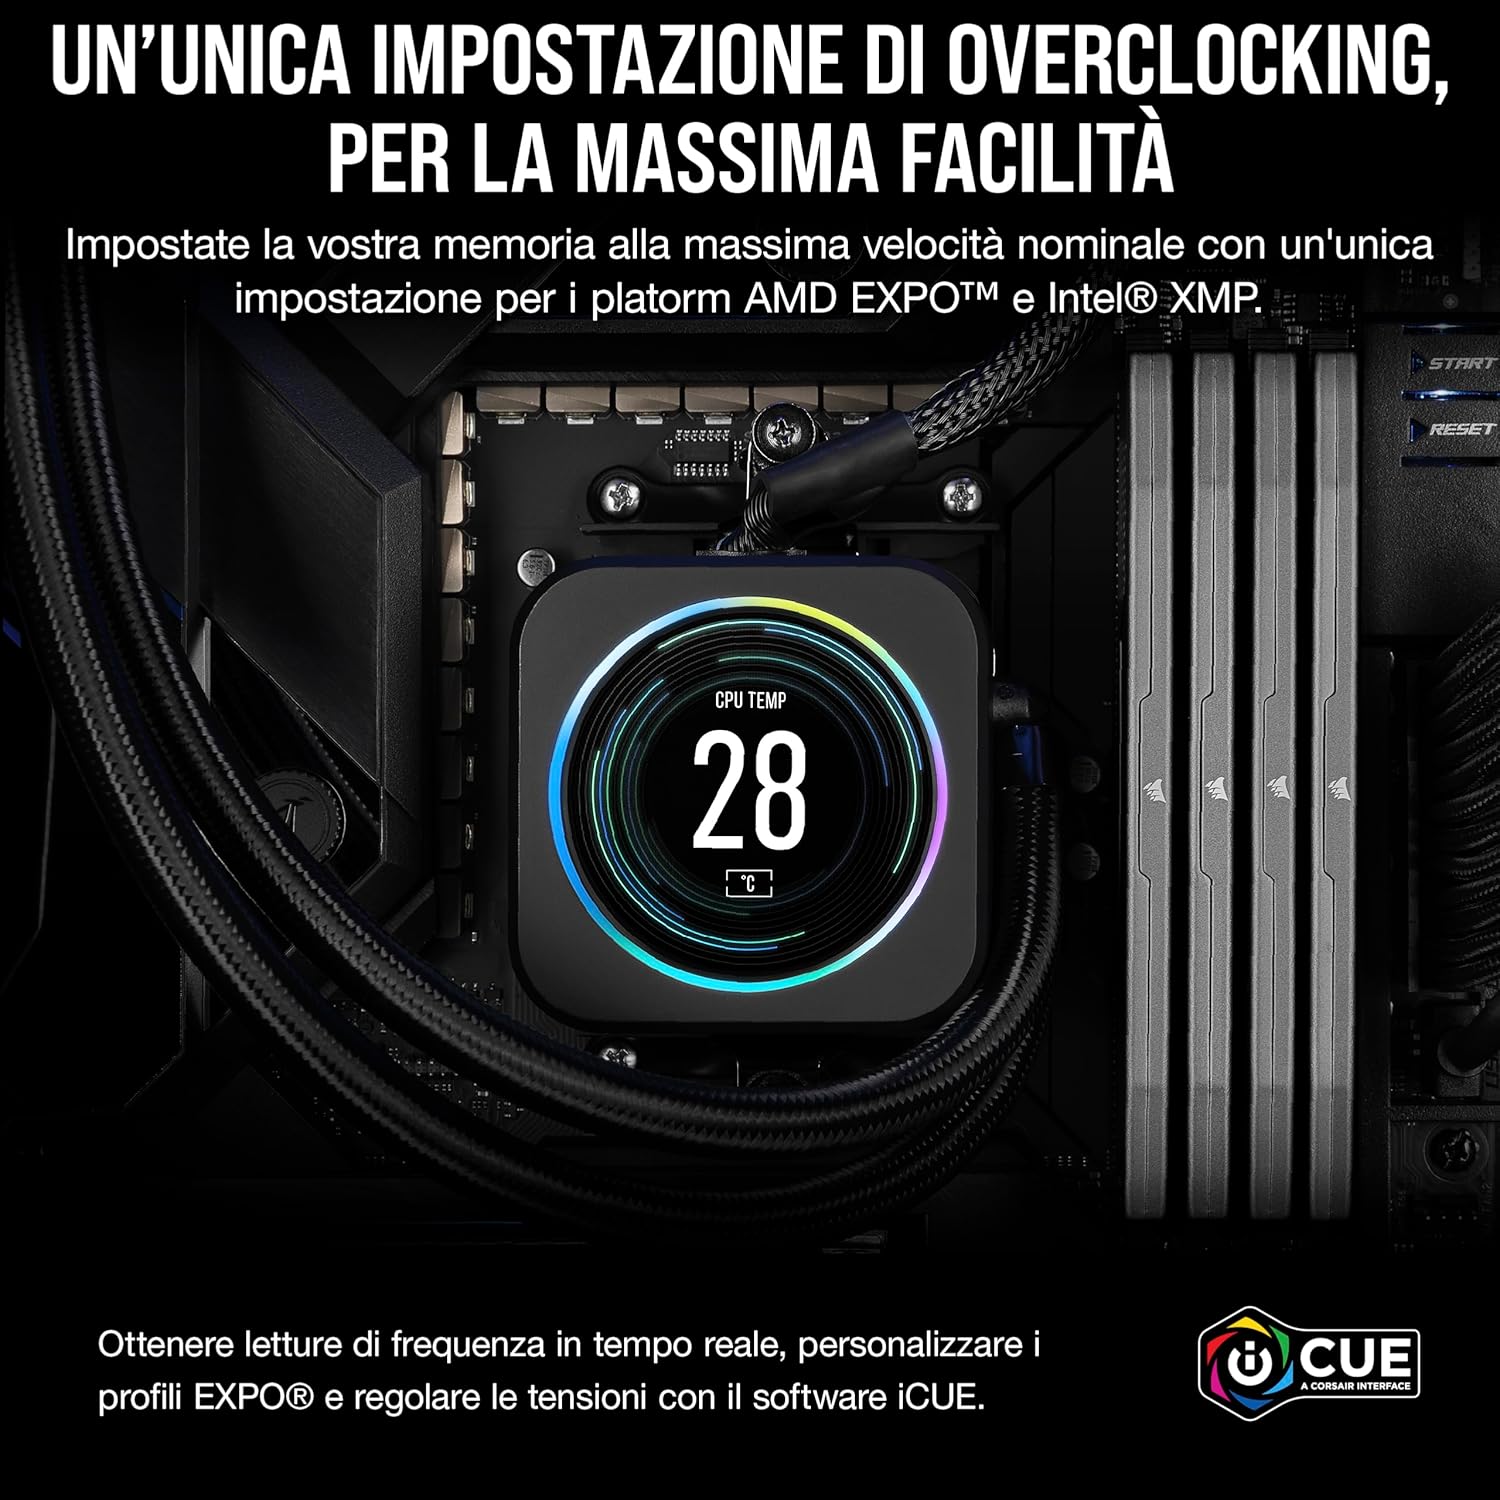 UN’UNICA IMPOSTAZIONE DI OVERCLOCKING,
PER LA MASSIMA FACILITÀ
Impostate la vostra memoria alla massima velocità nominale con un'unica
impostazione per i platorm AMD EXPO™ e Intel® XMP.
START
RESET
CPU TEMP
28
°C
Ottenere letture di frequenza in tempo reale, personalizzare i
profili EXPO® e regolare le tensioni con il software iCUE.
iCUE
A CORSAIR INTERFACE